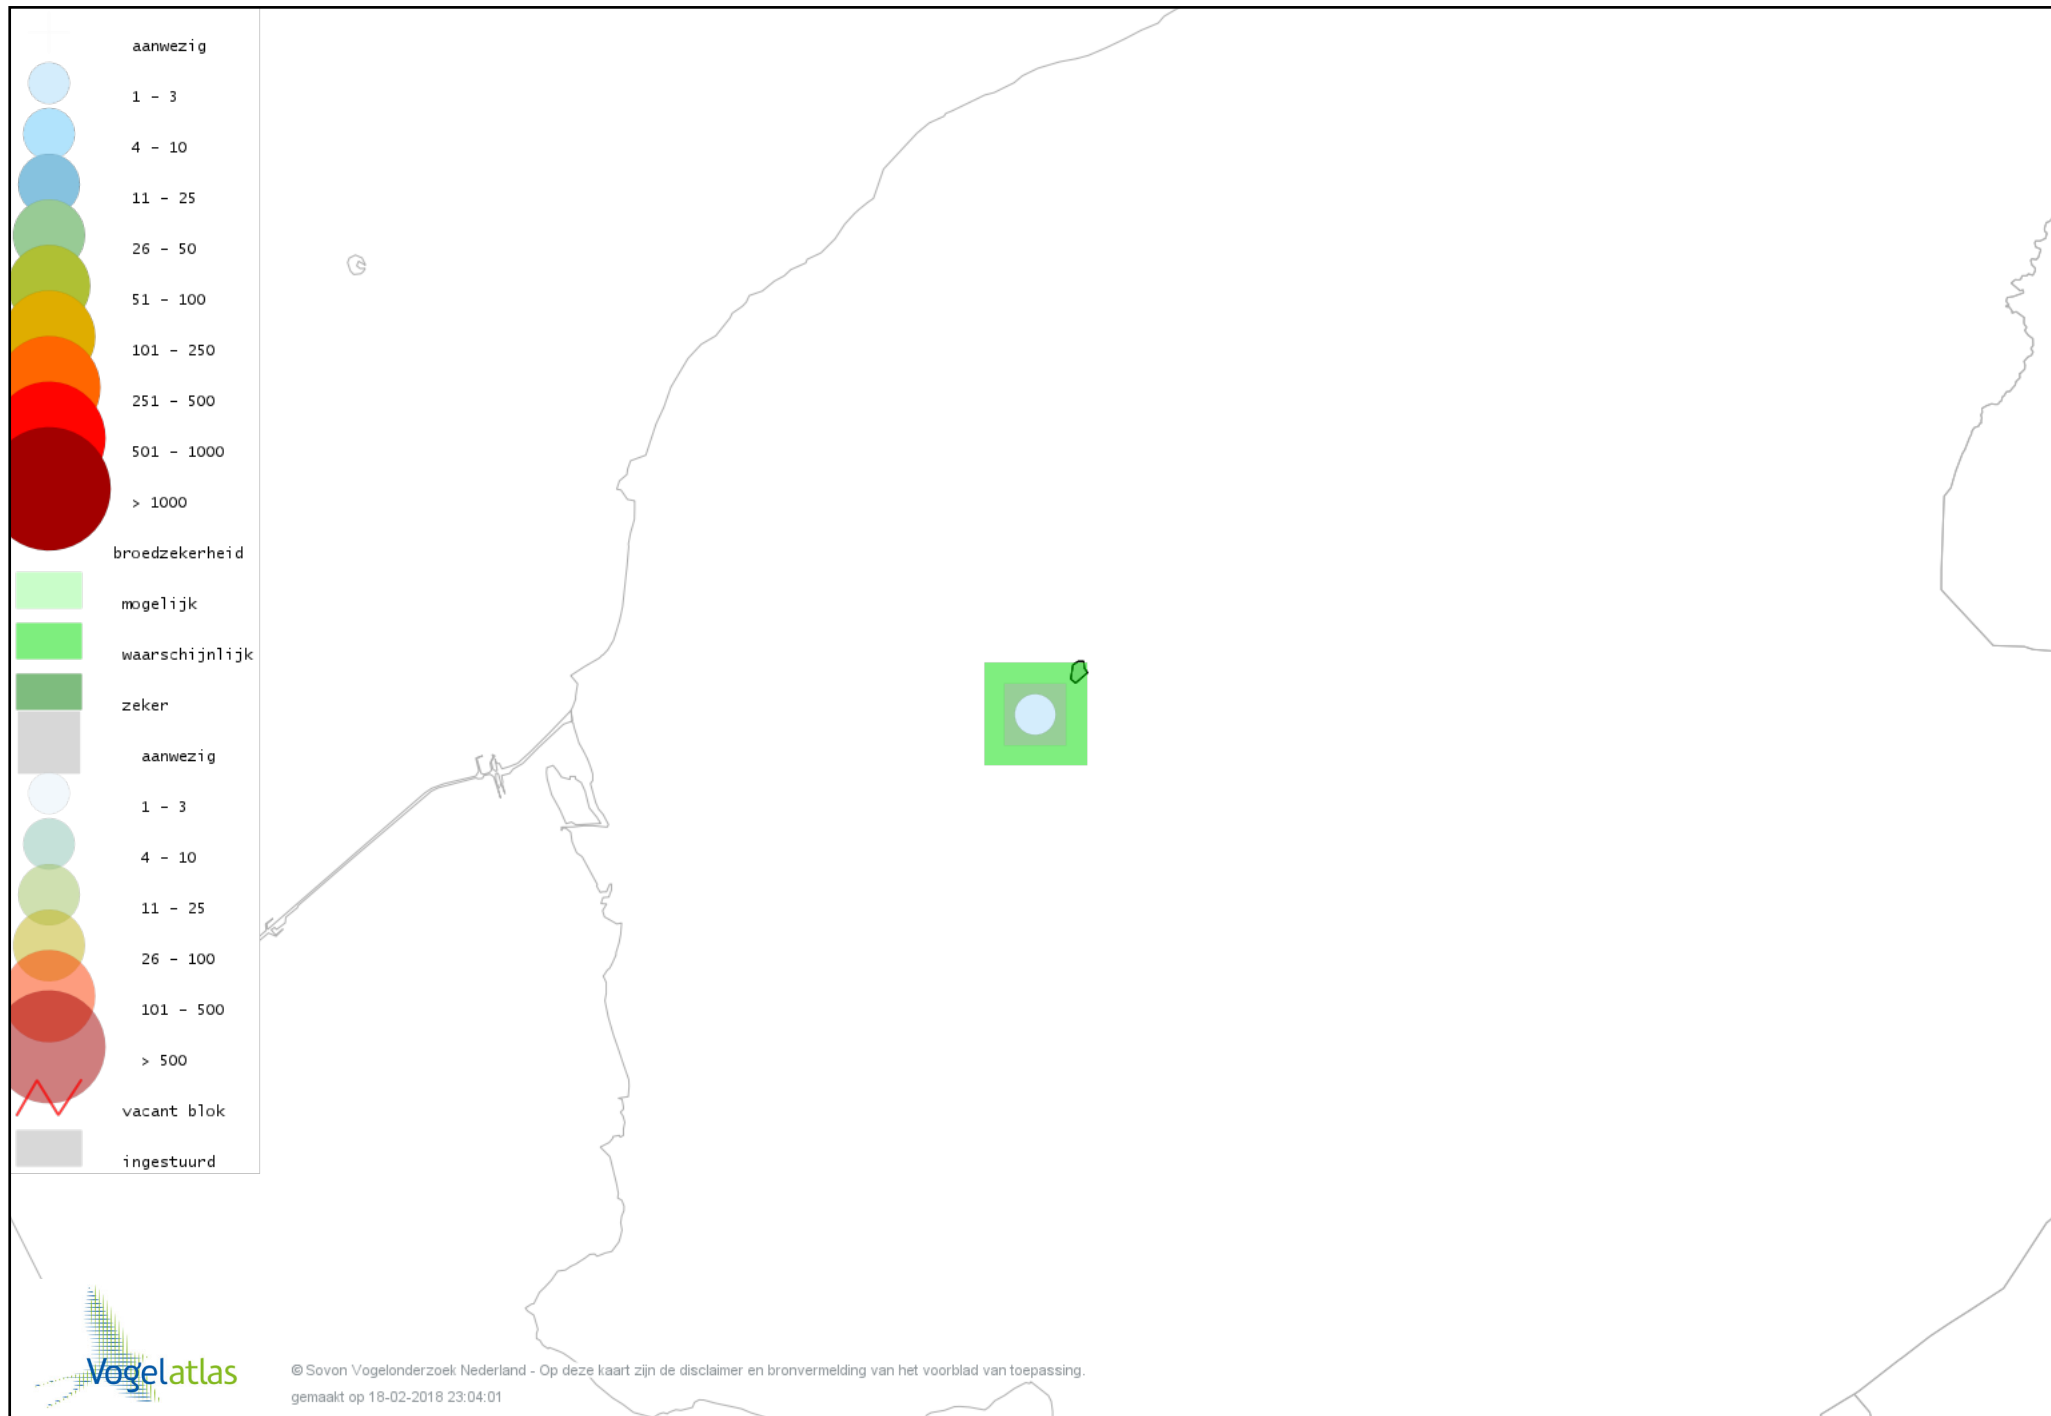 aanwezig
1 - 3
4 - 10
11 - 25
26 - 50
51 - 100
101 - 250
251 - 500
501 - 1000
> 1000
broedzekerheid
mogelijk
waarschijnlijk
zeker
aanwezig
1 - 3
4 - 10
11 - 25
26 - 100
101 - 500
> 500
vacant blok
ingestuurd
Vogelatlas
© Sovon Vogelonderzoek Nederland - Op deze kaart zijn de disclaimer en bronvermelding van het voorblad van toepassing.
gemaakt op 18-02-2018 23:04:01